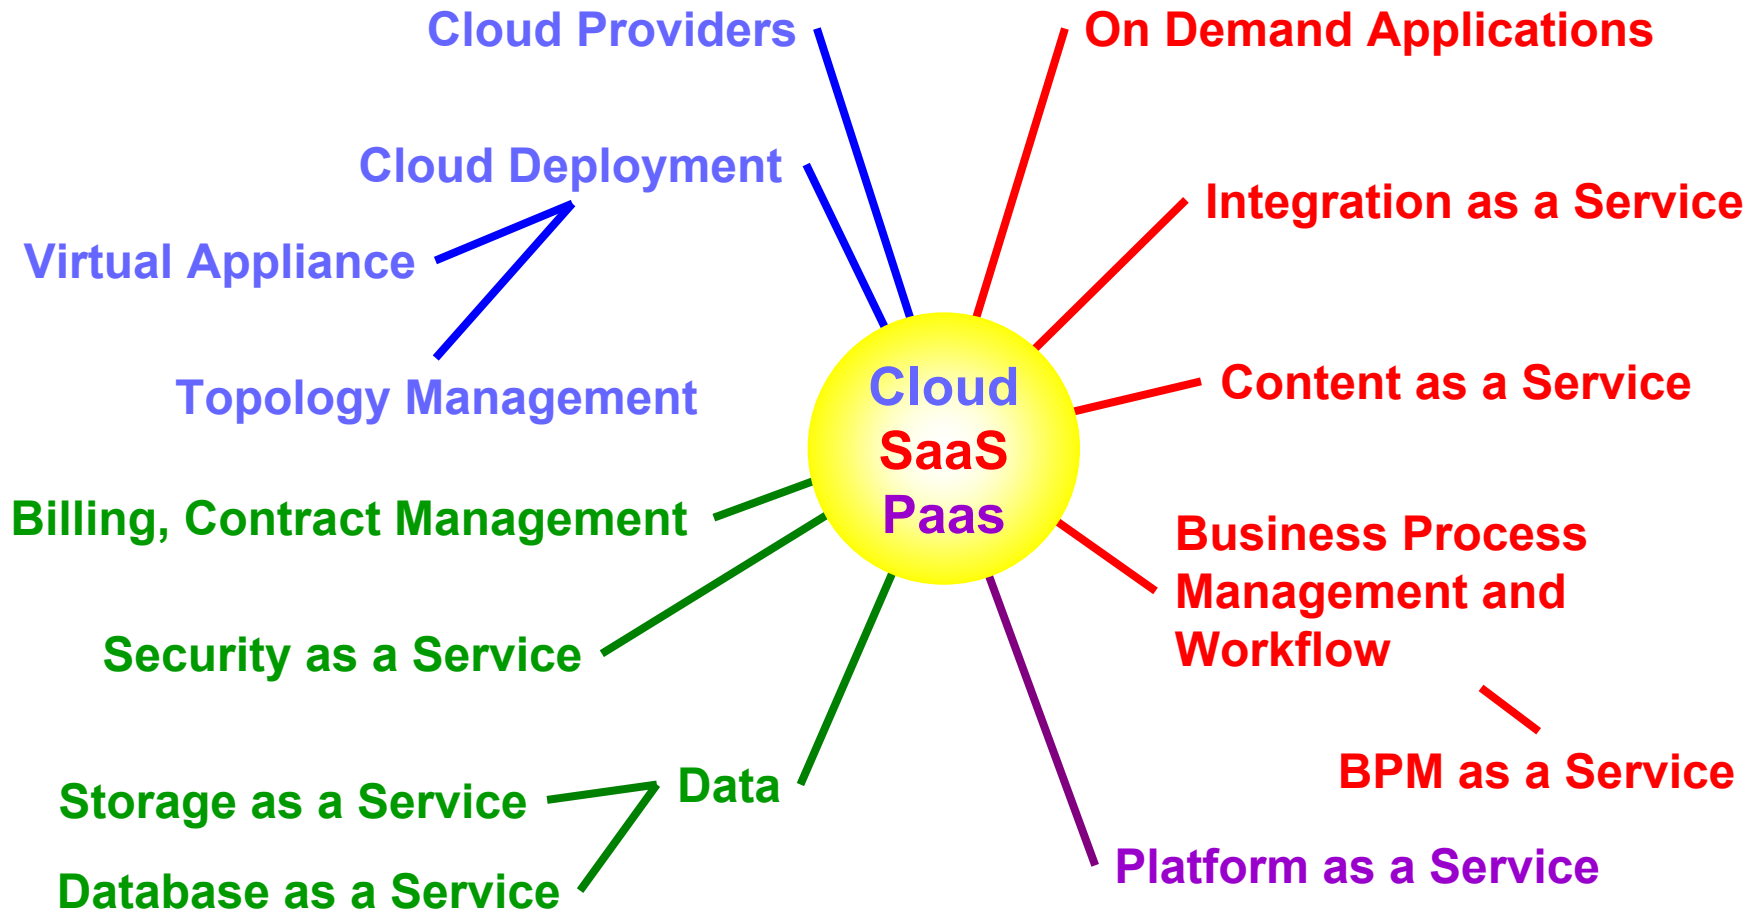 Cloud Providers
On Demand Applications
Cloud Deployment
Integration as a Service
Virtual Appliance
Topology Management
Cloud
SaaS
Paas
Content as a Service
Billing, Contract Management
Business Process
Management and
Workflow
Security as a Service
BPM as a Service
Data
Storage as a Service
Database as a Service
Platform as a Service